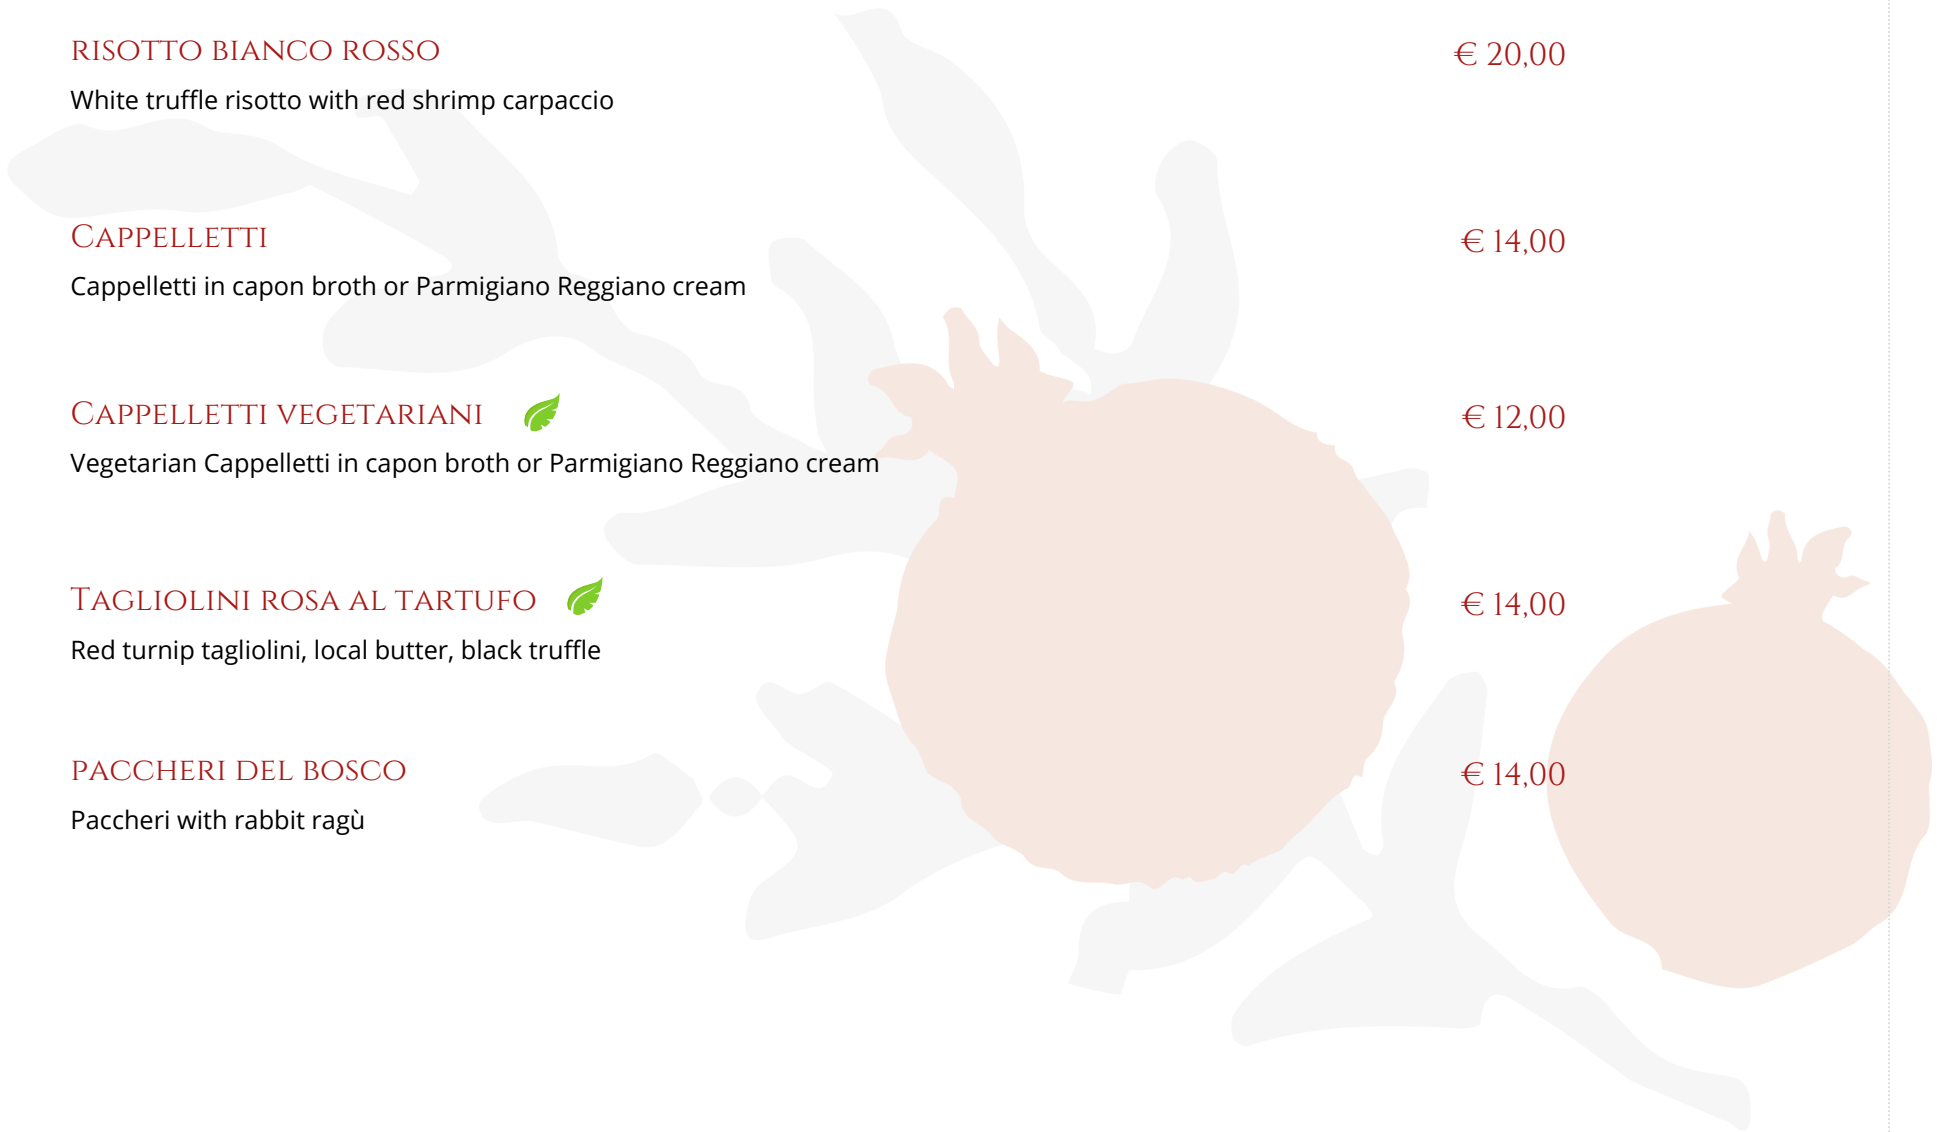 RISOTTO BIANCO ROSSO € 20,00
White truffle risotto with red shrimp carpaccio
CAPPELLETTI € 14,00
Cappelletti in capon broth or Parmigiano Reggiano cream
CAPPELLETTI VEGETARIANI € 12,00
Vegetarian Cappelletti in capon broth or Parmigiano Reggiano cream
TAGLIOLINI ROSA AL TARTUFO € 14,00
Red turnip tagliolini, local butter, black truffle
PACCHERI DEL BOSCO € 14,00
Paccheri with rabbit ragù